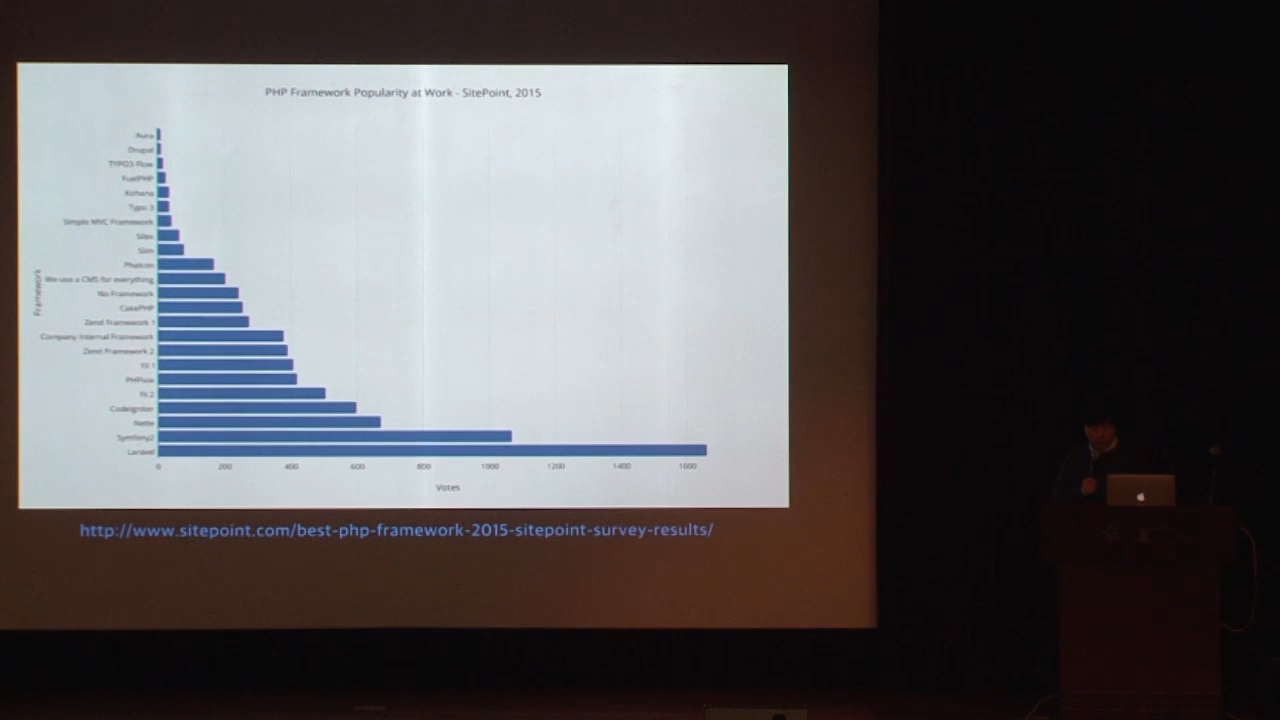 PHP Framework Popularity at Work - SitePoint, 2015
Aura
Drupal
TYPO3 Flow
FuelPHP
Kohana
Typo 3
Simple MVC Framework
Silex
Slim
Phalcon
We use a CMS for everything
No Framework
CakePHP
Zend Framework 1
Company Internal Framework
Zend Framework 2
Yii 1
PHPixie
Yii 2
CodeIgniter
Nette
Symfony2
Laravel
Framework
0 200 400 600 800 1000 1200 1400 1600
Votes
http://www.sitepoint.com/best-php-framework-2015-sitepoint-survey-results/